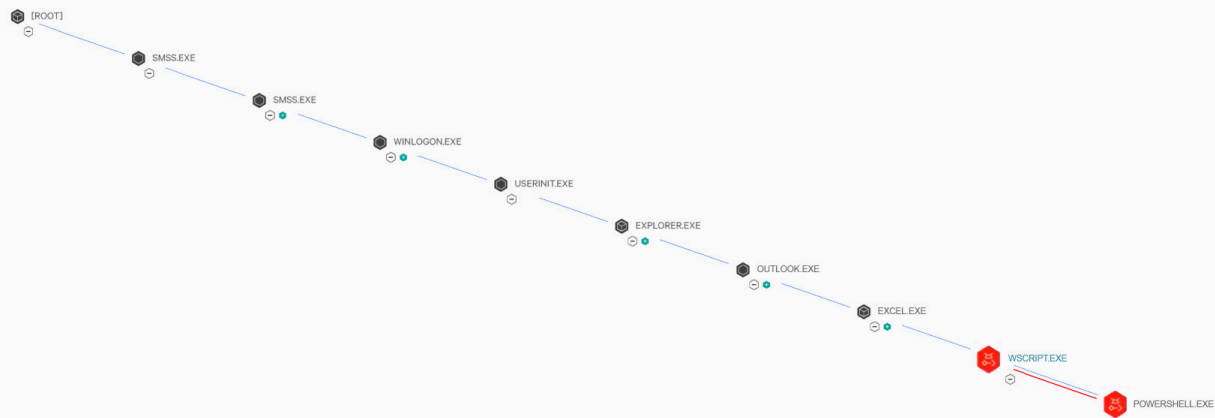 [ROOT]
SMSS.EXE
SMSS.EXE
WINLOGON.EXE
USERINIT.EXE
EXPLORER.EXE
OUTLOOK.EXE
EXCEL.EXE
WSCRIPT.EXE
POWERSHELL.EXE